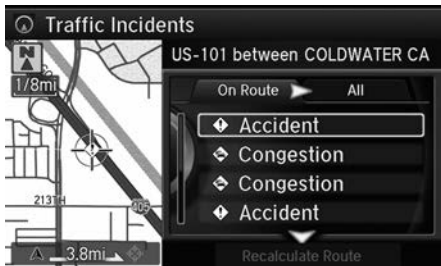 Traffic Incidents
US-101 between COLDWATER CA
N
1/8mi
On Route
All
Accident
Congestion
Congestion
Accident
213TH
405
3.8mi
Recalculate Route